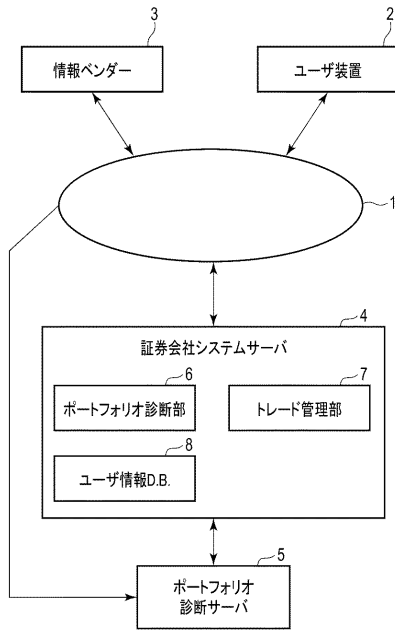 3
情報ベンダー
2
ユーザ装置
1
4
証券会社システムサーバ
6
ポートフォリオ診断部
7
トレード管理部
8
ユーザ情報D.B.
5
ポートフォリオ
診断サーバ